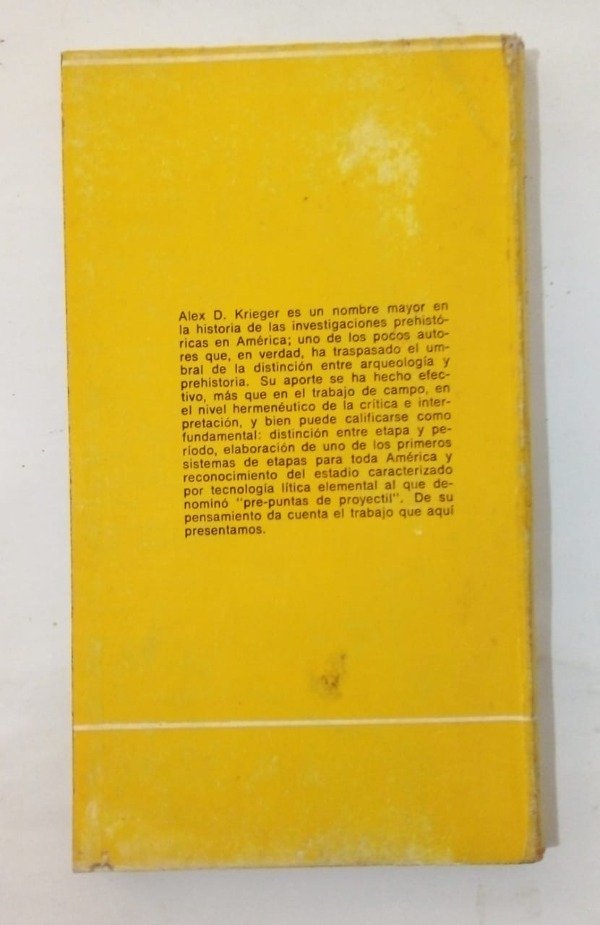 Alex D. Krieger es un nombre mayor en
la historia de las investigaciones prehistó-
ricas en América; uno de los pocos auto-
res que, en verdad, ha traspasado el um-
bral de la distinción entre arqueología y
prehistoria. Su aporte se ha hecho efec-
tivo, más que en el trabajo de campo, en
el nivel hermenéutico de la crítica e inter-
pretación, y bien puede calificarse como
fundamental: distinción entre etapa y pe-
ríodo, elaboración de uno de los primeros
sistemas de etapas para toda América y
reconocimiento del estadio caracterizado
por tecnología lítica elemental al que de-
nominó "pre-puntas de proyectil". De su
pensamiento da cuenta el trabajo que aquí
presentamos.